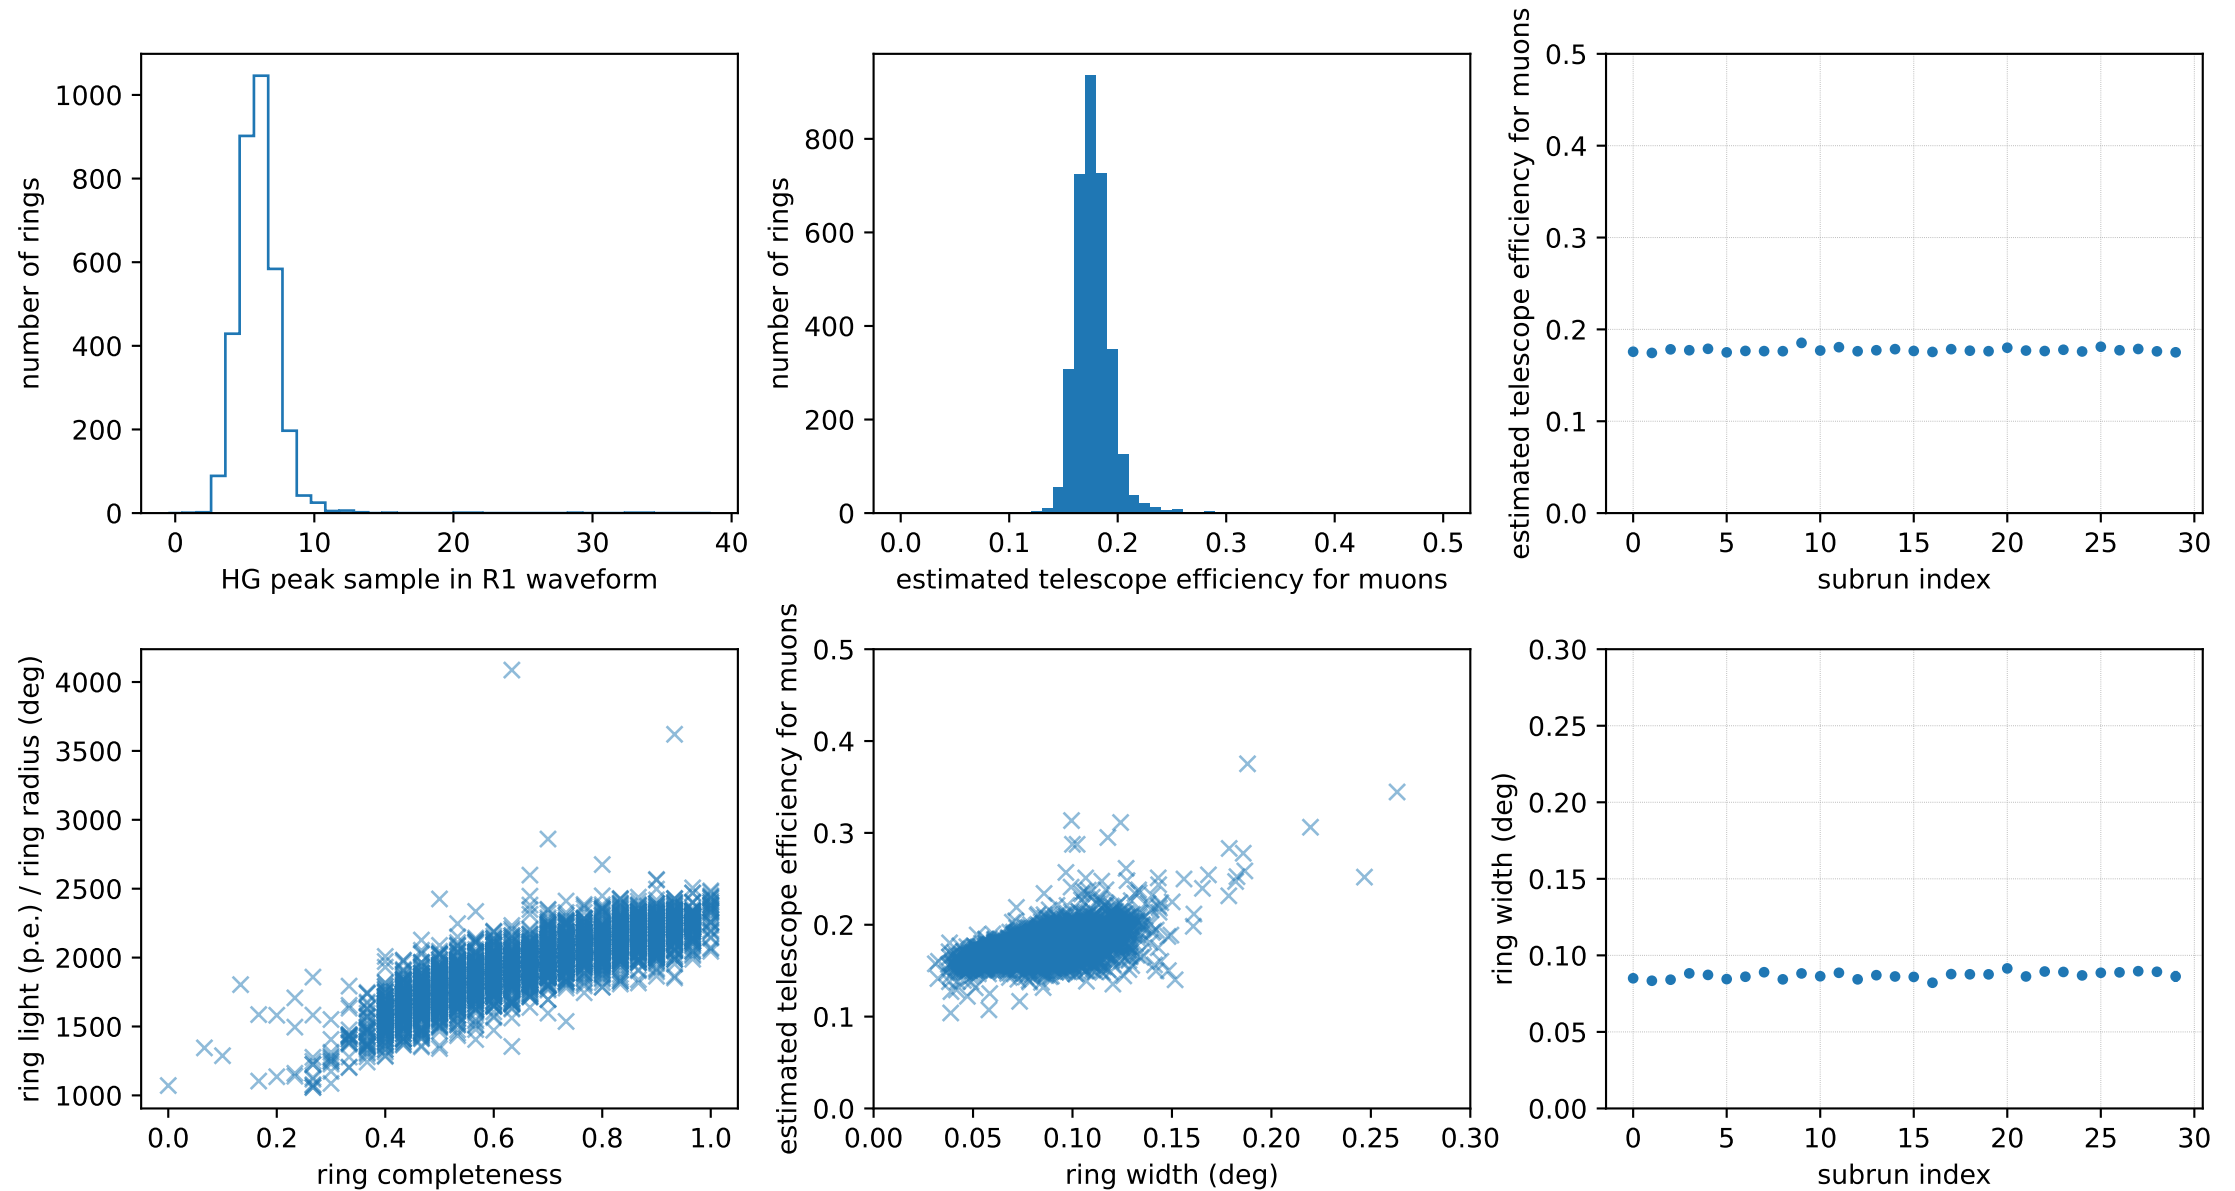 number of rings
1000
800
600
400
200
0
0 10 20 30 40
HG peak sample in R1 waveform
number of rings
800
600
400
200
0
0.0 0.1 0.2 0.3 0.4 0.5
estimated telescope efficiency for muons
estimated telescope efficiency for muons
0.5
0.4
0.3
0.2
0.1
0.0
0 5 10 15 20 25 30
subrun index
ring light (p.e.) / ring radius (deg)
4000
3500
3000
2500
2000
1500
1000
0.0 0.2 0.4 0.6 0.8 1.0
ring completeness
estimated telescope efficiency for muons
0.5
0.4
0.3
0.2
0.1
0.0
0.00 0.05 0.10 0.15 0.20 0.25 0.30
ring width (deg)
ring width (deg)
0.30
0.25
0.20
0.15
0.10
0.05
0.00
0 5 10 15 20 25 30
subrun index